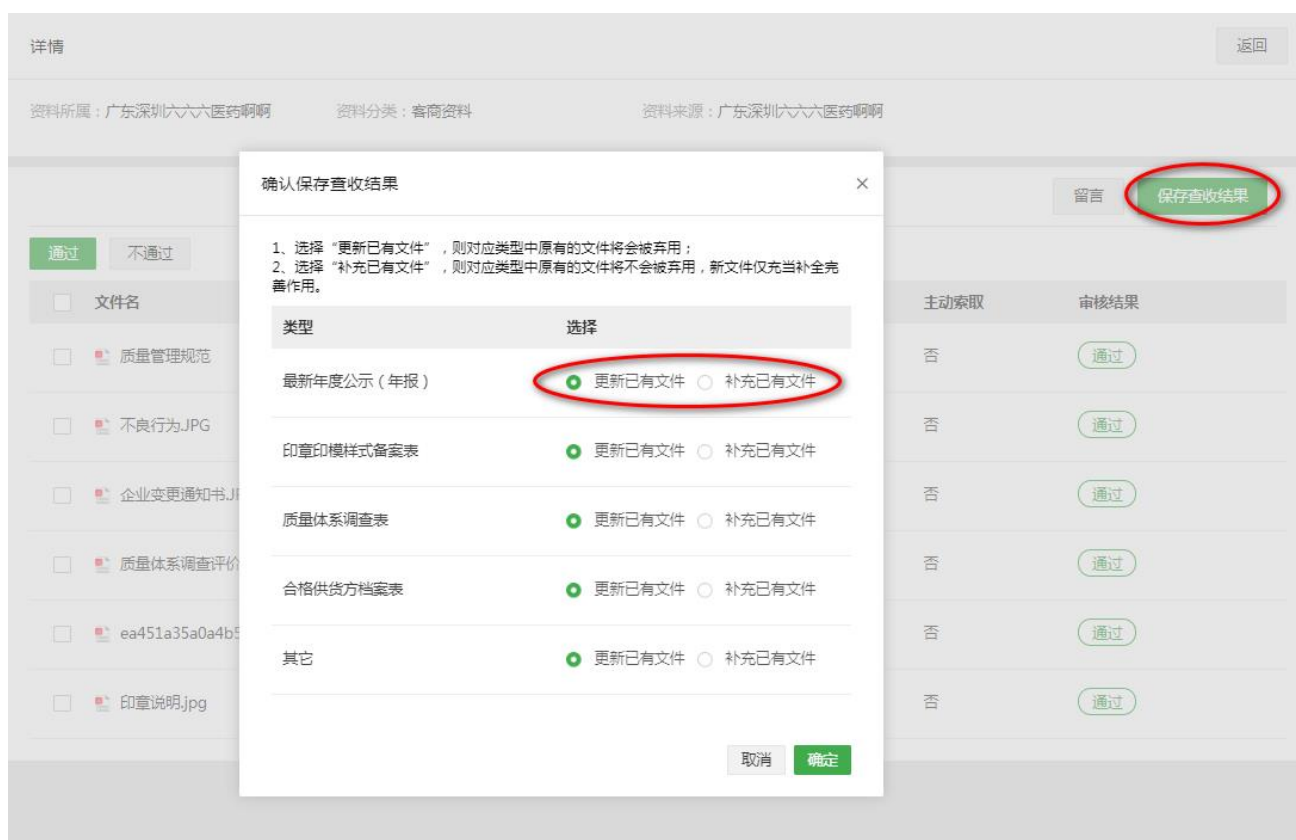 详情
返回
资料所属：广东深圳六六六医药啊啊 资料分类：客商资料 资料来源：广东深圳六六六医药啊啊
确认保存查收结果
×
留言
保存查收结果
通过
不通过
1、选择“更新已有文件”，则对应类型中原有的文件将会被弃用；
2、选择“补充已有文件”，则对应类型中原有的文件将不会被弃用，新文件仅充当补全完
善作用。
文件名
主动索取 审核结果
类型 选择
质量管理规范
否 通过
最新年度公示（年报） 更新已有文件 补充已有文件
不良行为.JPG
否 通过
印章印模样式备案表 更新已有文件 补充已有文件
企业变更通知书.J
否 通过
质量体系调查表 更新已有文件 补充已有文件
质量体系调查评价
否 通过
合格供货方档案表 更新已有文件 补充已有文件
ea451a35a0a4b5
否 通过
其它 更新已有文件 补充已有文件
印章说明.jpg
否 通过
取消 确定